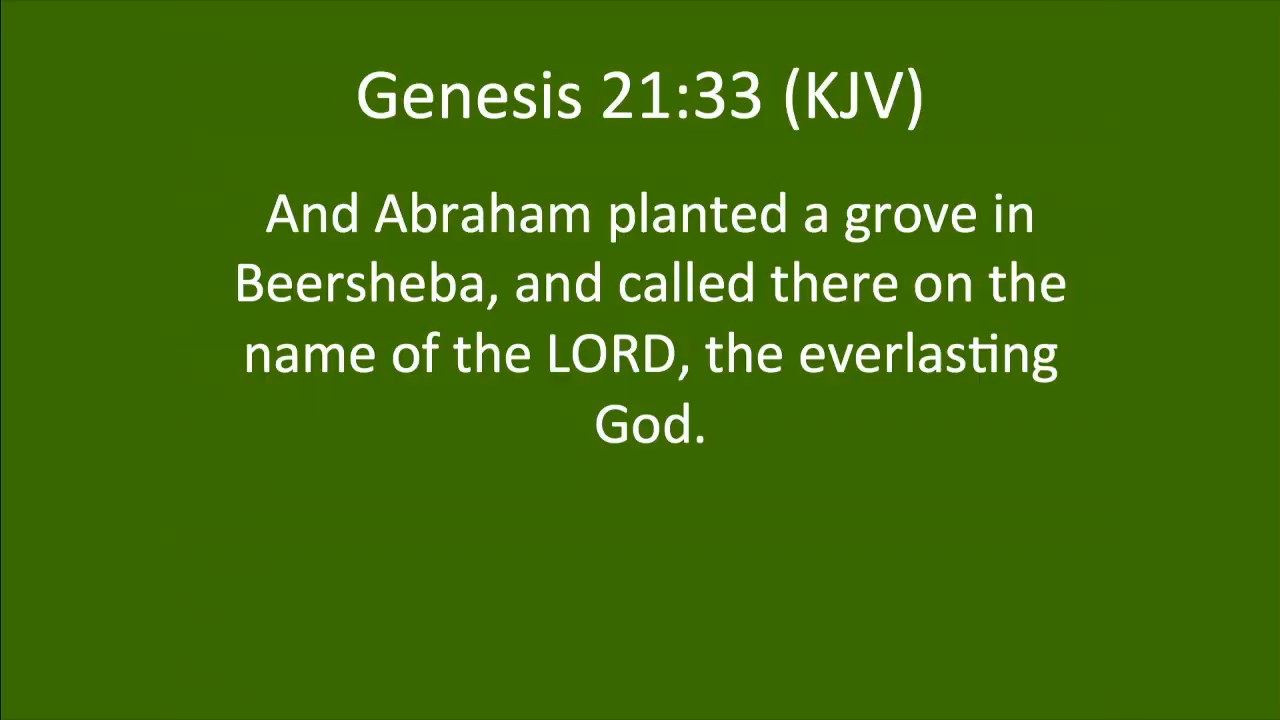 Genesis 21:33 (KJV)
And Abraham planted a grove in
Beersheba, and called there on the
name of the LORD, the everlasting
God.